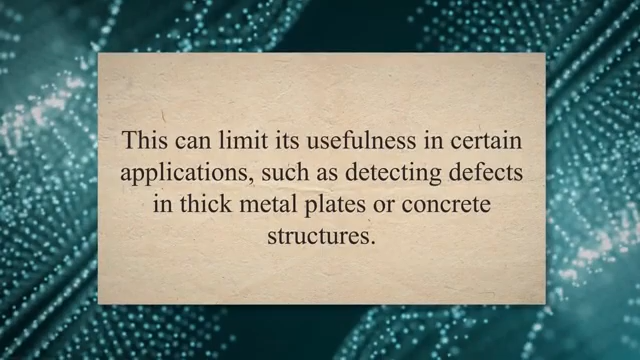 This can limit its usefulness in certain
applications, such as detecting defects
in thick metal plates or concrete
structures.